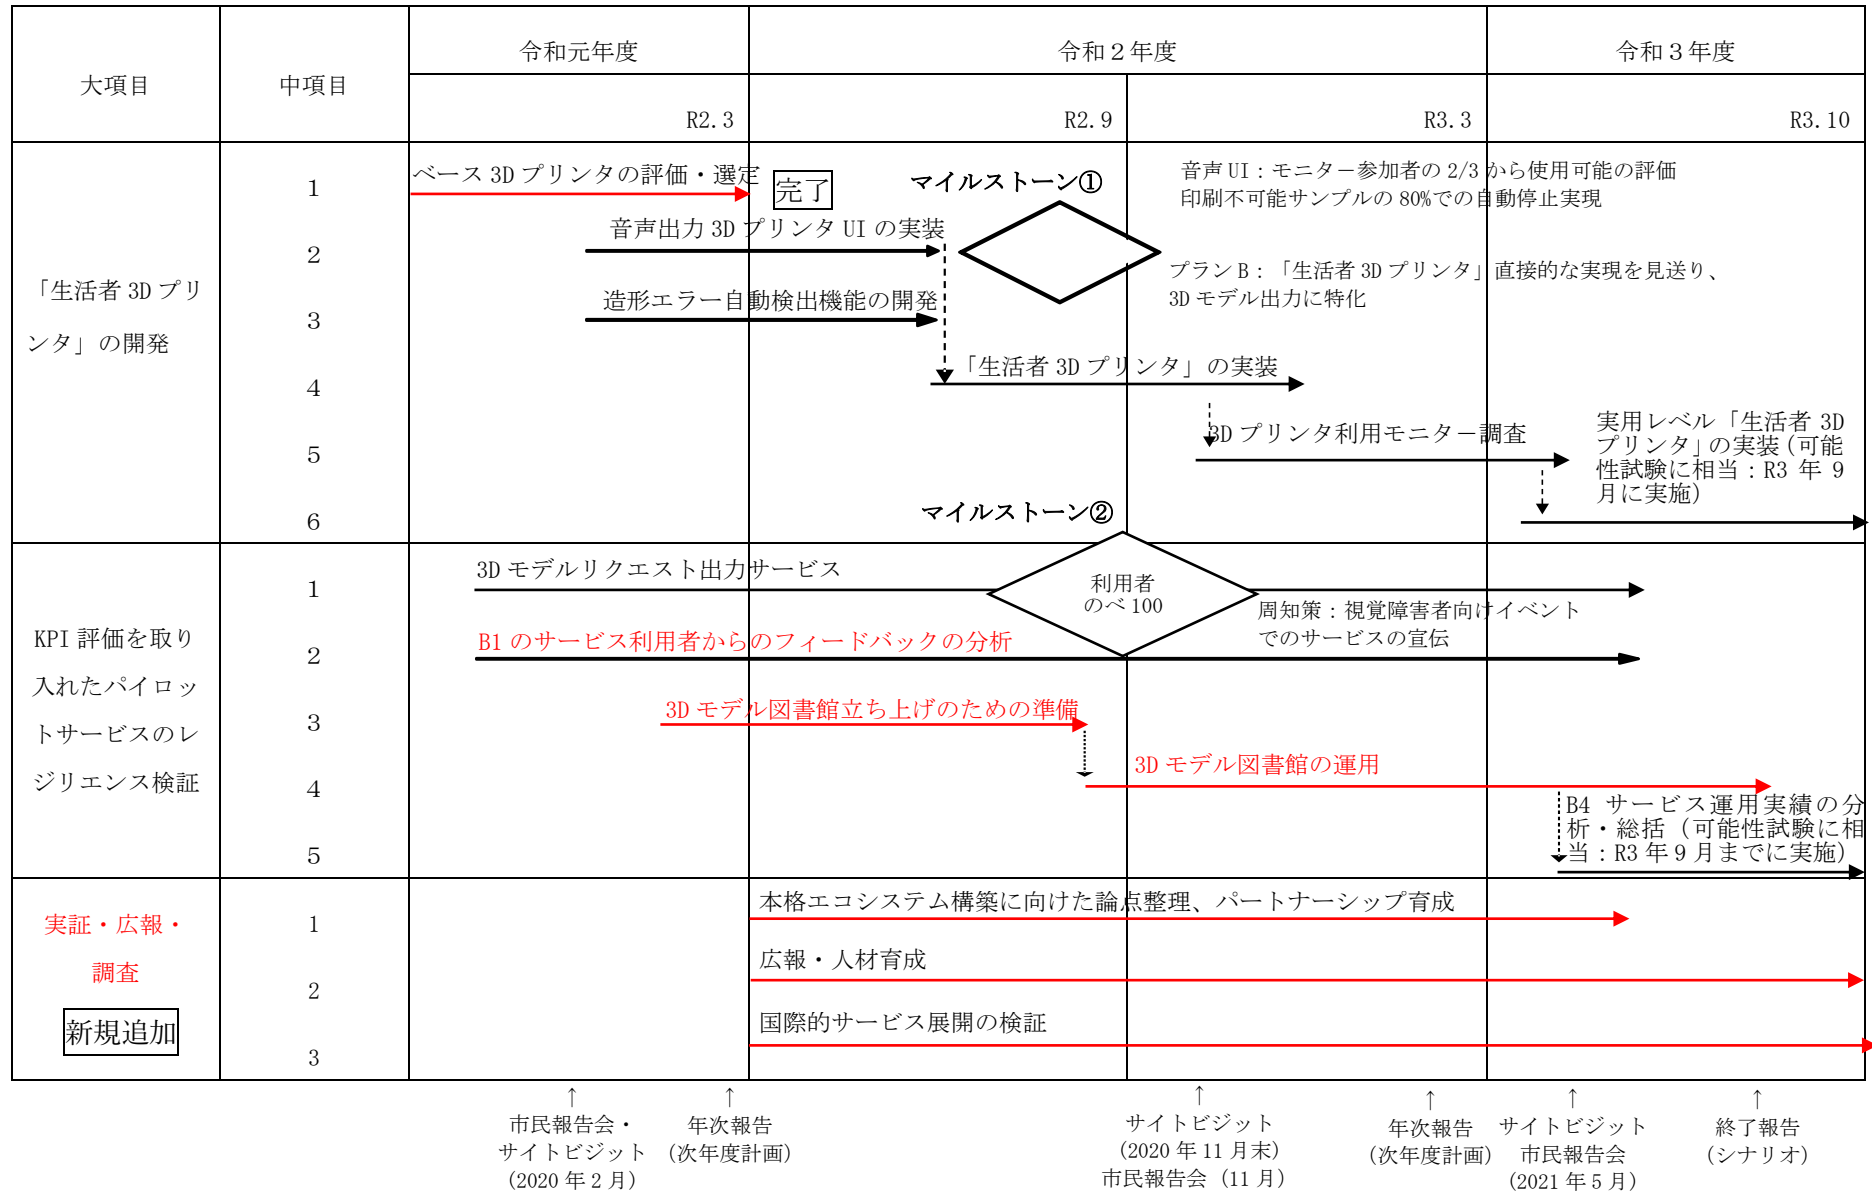 大項目
中項目
令和元年度
令和２年度
令和３年度
R2.3
R2.9
R3.3
R3.10
「生活者 3D プリ
ンタ」の開発
1
2
3
4
5
6
ベース 3D プリンタの評価・選定
完了
マイルストーン①
音声 UI：モニタ－参加者の 2/3 から使用可能の評価
印刷不可能サンプルの 80%での自動停止実現
音声出力 3D プリンタ UI の実装
プラン B：「生活者 3D プリンタ」直接的な実現を見送り、
3D モデル出力に特化
造形エラー自動検出機能の開発
「生活者 3D プリンタ」の実装
3D プリンタ利用モニタ－調査
実用レベル「生活者 3D
プリンタ」の実装（可能
性試験に相当：R3 年 9
月に実施）
マイルストーン②
KPI 評価を取り
入れたパイロッ
トサービスのレ
ジリエンス検証
1
2
3
4
5
3D モデルリクエスト出力サービス
利用者
のべ 100
周知策：視覚障害者向けイベント
でのサービスの宣伝
B1 のサービス利用者からのフィードバックの分析
3D モデル図書館立ち上げのための準備
3D モデル図書館の運用
B4 サービス運用実績の分
析・総括（可能性試験に相
当：R3 年 9 月までに実施）
実証・広報・
調査
新規追加
1
2
3
本格エコシステム構築に向けた論点整理、パートナーシップ育成
広報・人材育成
国際的サービス展開の検証
↑
市民報告会・
サイトビジット
（2020 年 2 月）
↑
年次報告
（次年度計画）
↑
サイトビジット
（2020 年 11 月末）
市民報告会（11 月）
↑
年次報告
（次年度計画）
↑
サイトビジット
市民報告会
（2021 年 5 月）
↑
終了報告
（シナリオ）